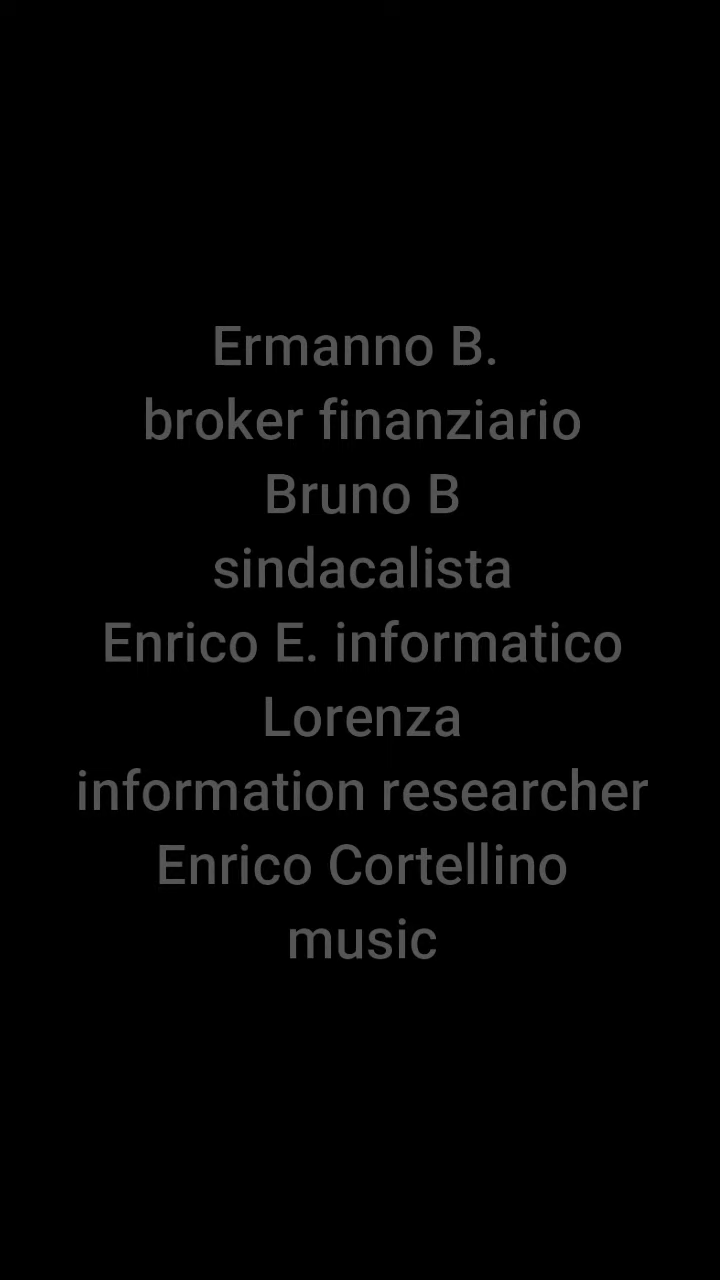 Ermanno B.
broker finanziario
Bruno B
sindacalista
Enrico E. informatico
Lorenza
information researcher
Enrico Cortellino
music